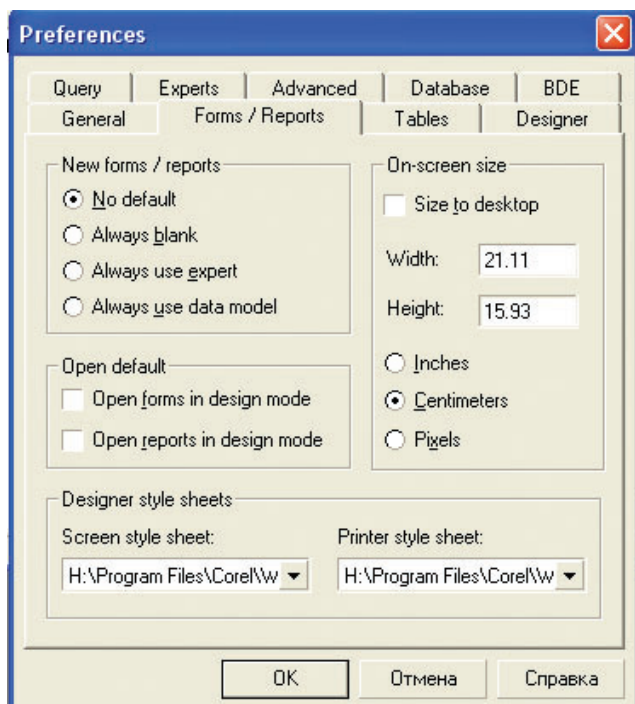 Preferences
Query Experts Advanced Database BDE
General Forms / Reports Tables Designer
New forms / reports
No default
Always blank
Always use expert
Always use data model
Open default
Open forms in design mode
Open reports in design mode
On-screen size
Size to desktop
Width: 21.11
Height: 15.93
Inches
Centimeters
Pixels
Designer style sheets
Screen style sheet: Printer style sheet:
H:\Program Files\Corel\W H:\Program Files\Corel\W
OK Отмена Справка